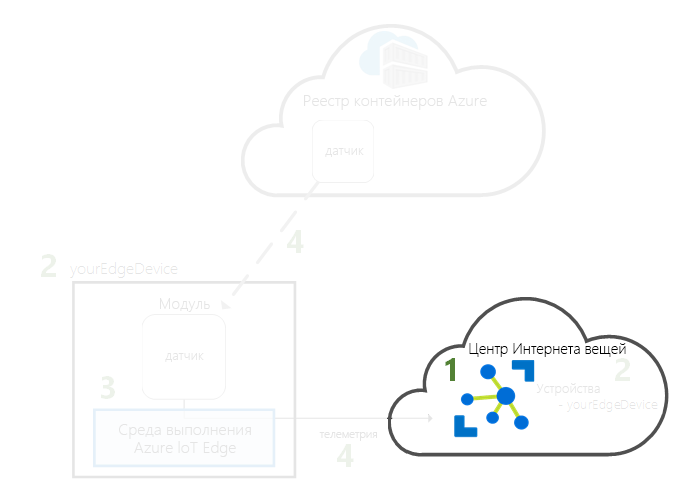 Реестр контейнеров Azure
датчик
4
2 yourEdgeDevice
Модуль
датчик
3
Среда выполнения
Azure IoT Edge
телеметрия
4
Центр Интернета вещей
1
Устройства 2
- yourEdgeDevice